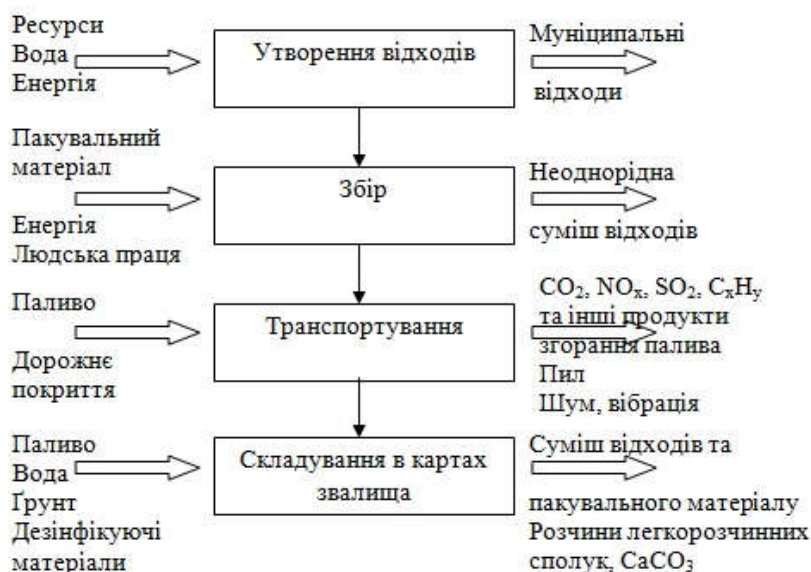 Ресурси
Вода
Енергія
Утворення відходів
Муніципальні
відходи
Пакувальний
матеріал
Енергія
Людська праця
Збір
Неоднорідна
суміш відходів
Паливо
Дорожнє
покриття
Транспортування
CO₂, NOₓ, SO₂, CₓHᵧ
та інші продукти
згорання палива
Пил
Шум, вібрація
Паливо
Вода
Ґрунт
Дезінфікуючі
матеріали
Складування в картах
звалища
Суміш відходів та
пакувального матеріалу
Розчини легкорозчинних
сполук, CaCO₃